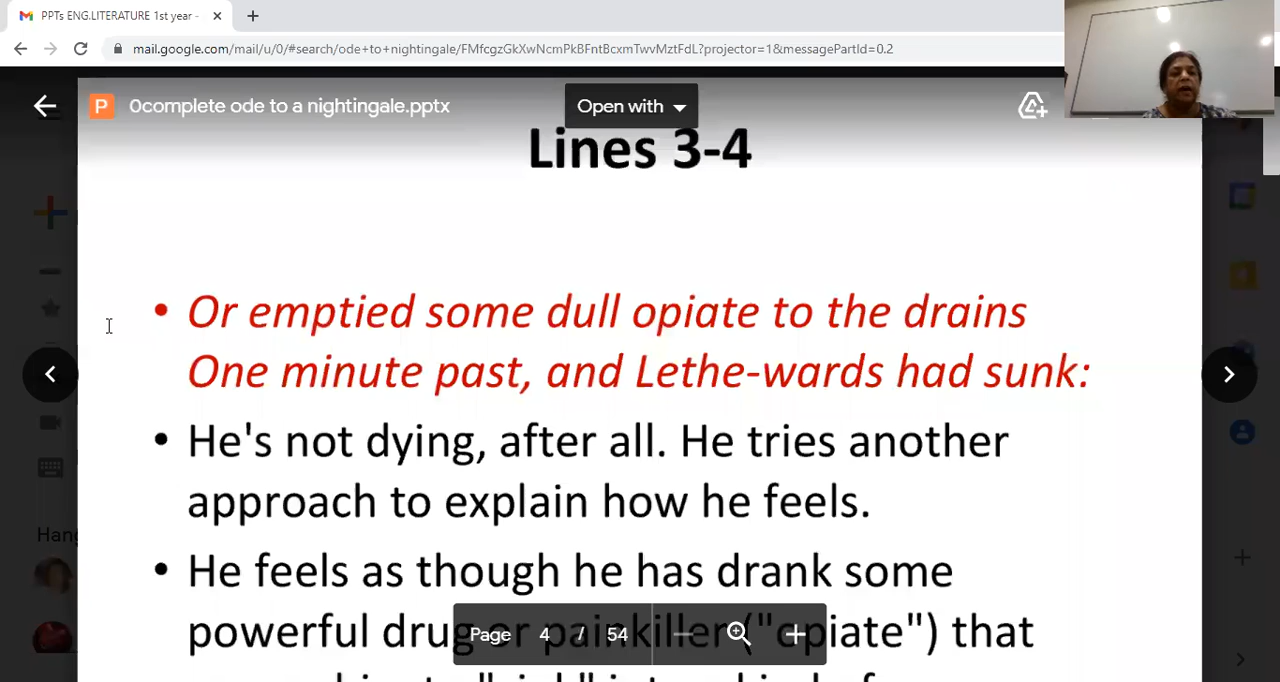 PPTs ENG.LITERATURE 1st year -
mail.google.com/mail/u/0/#search/ode+to+nightingale/FMfcgzGkXwNcmPkBFntBcxmTwvMztFdL?projector=1&messagePartId=0.2
P 0complete ode to a nightingale.pptx
Open with
Lines 3-4
• Or emptied some dull opiate to the drains
One minute past, and Lethe-wards had sunk:
• He's not dying, after all. He tries another
approach to explain how he feels.
• He feels as though he has drank some
powerful drug or painkiller ("opiate") that
Page 4 / 54
Hang